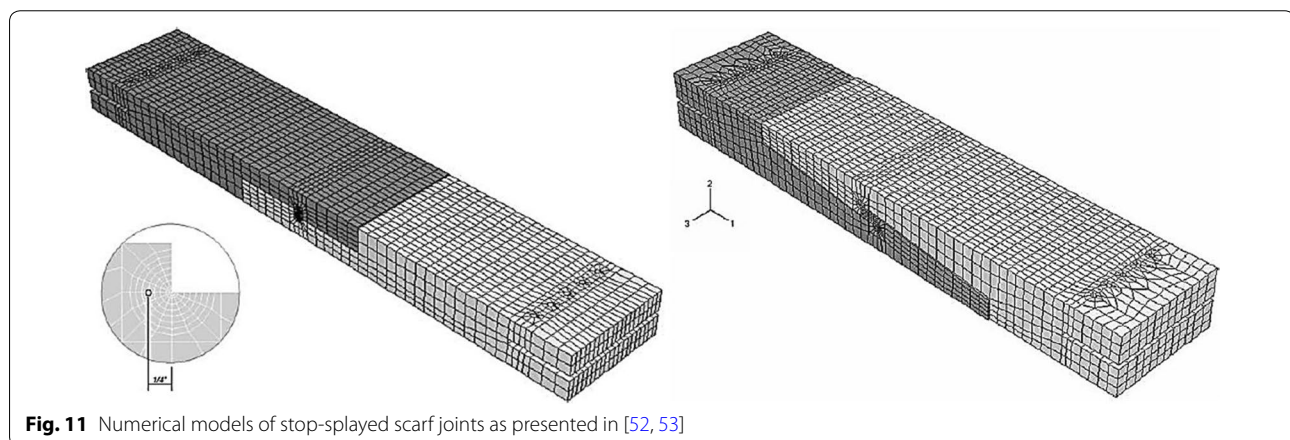 2
3
1
1/4"
Fig. 11 Numerical models of stop-splayed scarf joints as presented in [52, 53]